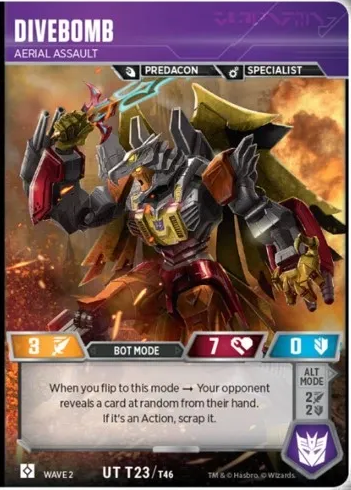 DIVEBOMB
AERIAL ASSAULT
PREDACON SPECIALIST
3 BOT MODE 7 0
ALT
MODE
2
2
When you flip to this mode → Your opponent
reveals a card at random from their hand.
If it's an Action, scrap it.
WAVE 2 UT T23/T46 TM & © Hasbro. © Wizards.